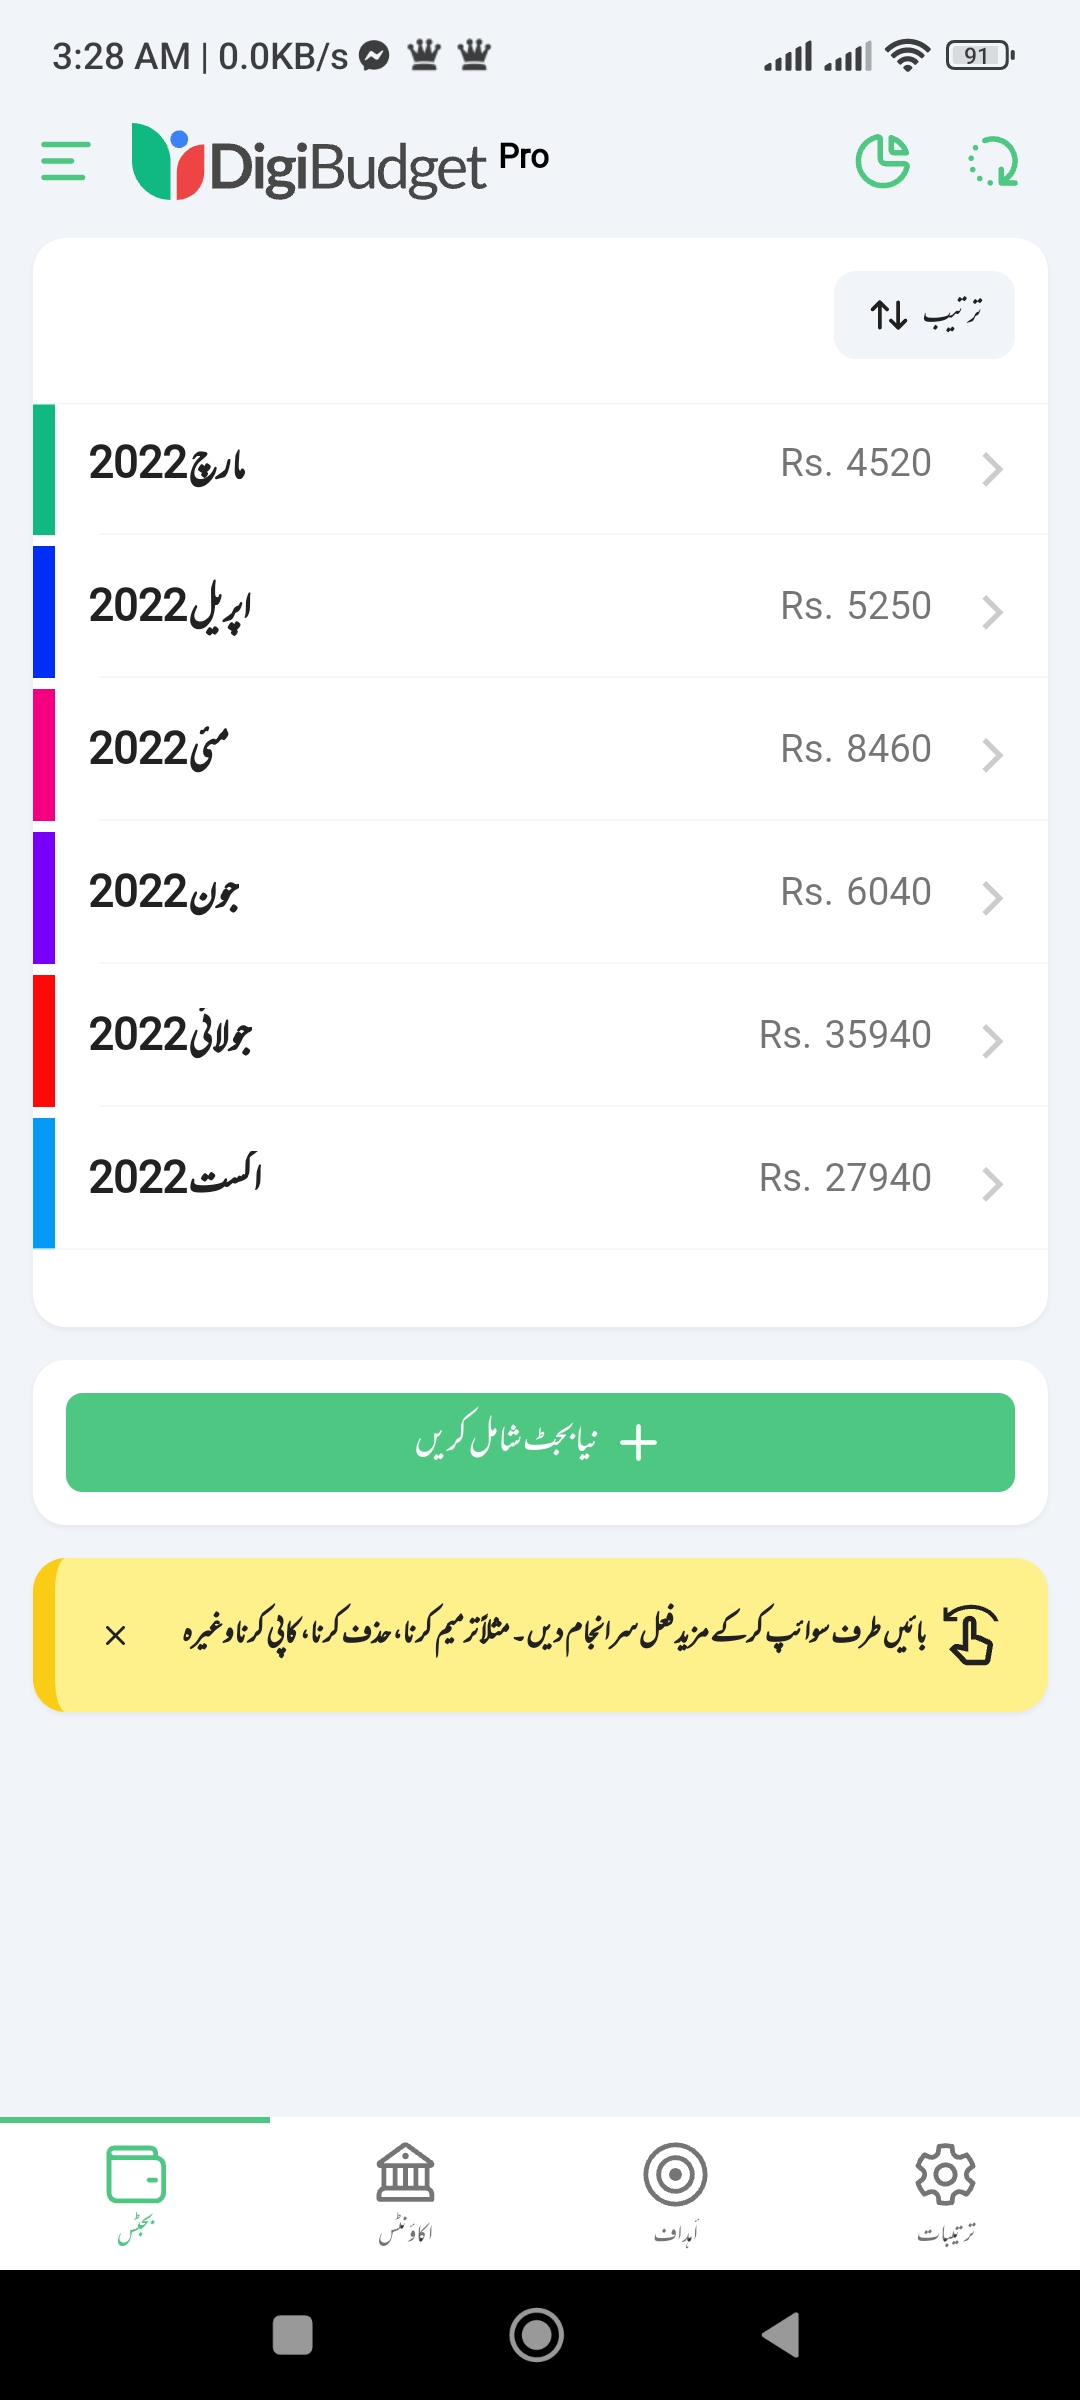 3:28 AM | 0.0KB/s
91
DigiBudget Pro
ترتیب
مارچ 2022
Rs. 4520
اپریل 2022
Rs. 5250
مئی 2022
Rs. 8460
جون 2022
Rs. 6040
جولائی 2022
Rs. 35940
اگست 2022
Rs. 27940
نیا بجٹ شامل کریں
بائیں طرف سوائپ کرکے مزید فعل سرانجام دیں۔ مثلاً ترمیم کرنا، حذف کرنا، کاپی کرنا وغیرہ
بجٹس
اکاؤنٹس
أہداف
ترتیبات